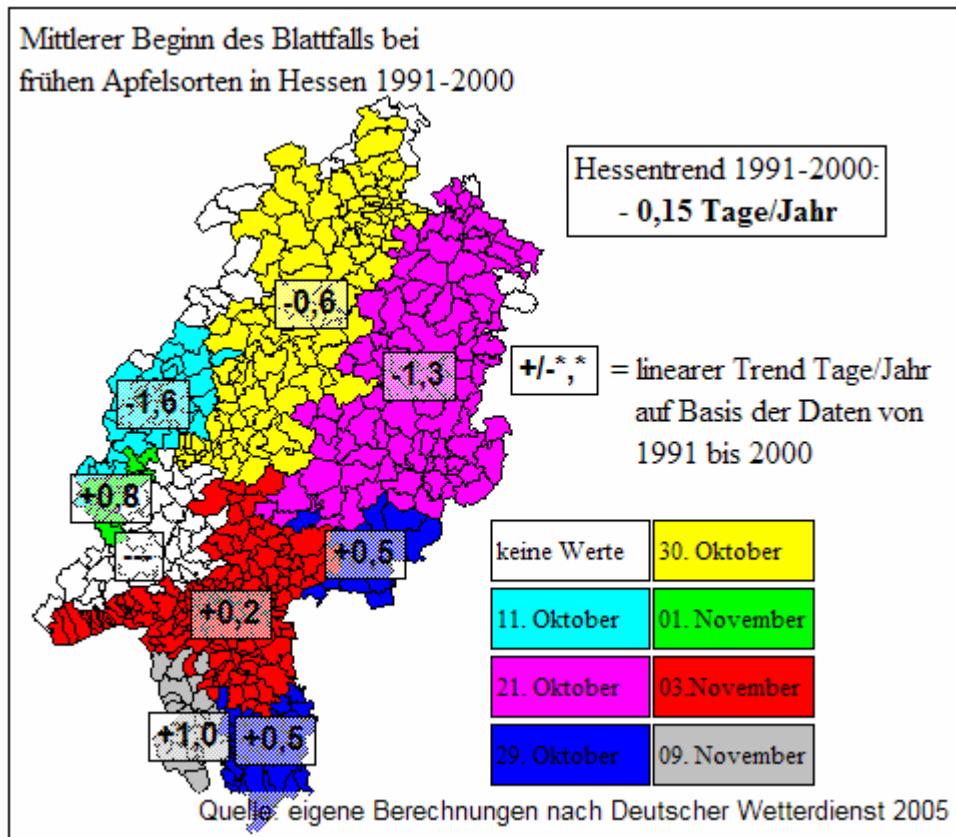 Mittlerer Beginn des Blattfalls bei
frühen Apfelsorten in Hessen 1991-2000
Hessentrend 1991-2000:
- 0,15 Tage/Jahr
-0,6
-1,3
+/-*,* = linearer Trend Tage/Jahr
auf Basis der Daten von
1991 bis 2000
-1,6
+0,8
---
+0,5
+0,2
+1,0
+0,5
keine Werte
30. Oktober
11. Oktober
01. November
21. Oktober
03.November
29. Oktober
09. November
Quelle: eigene Berechnungen nach Deutscher Wetterdienst 2005